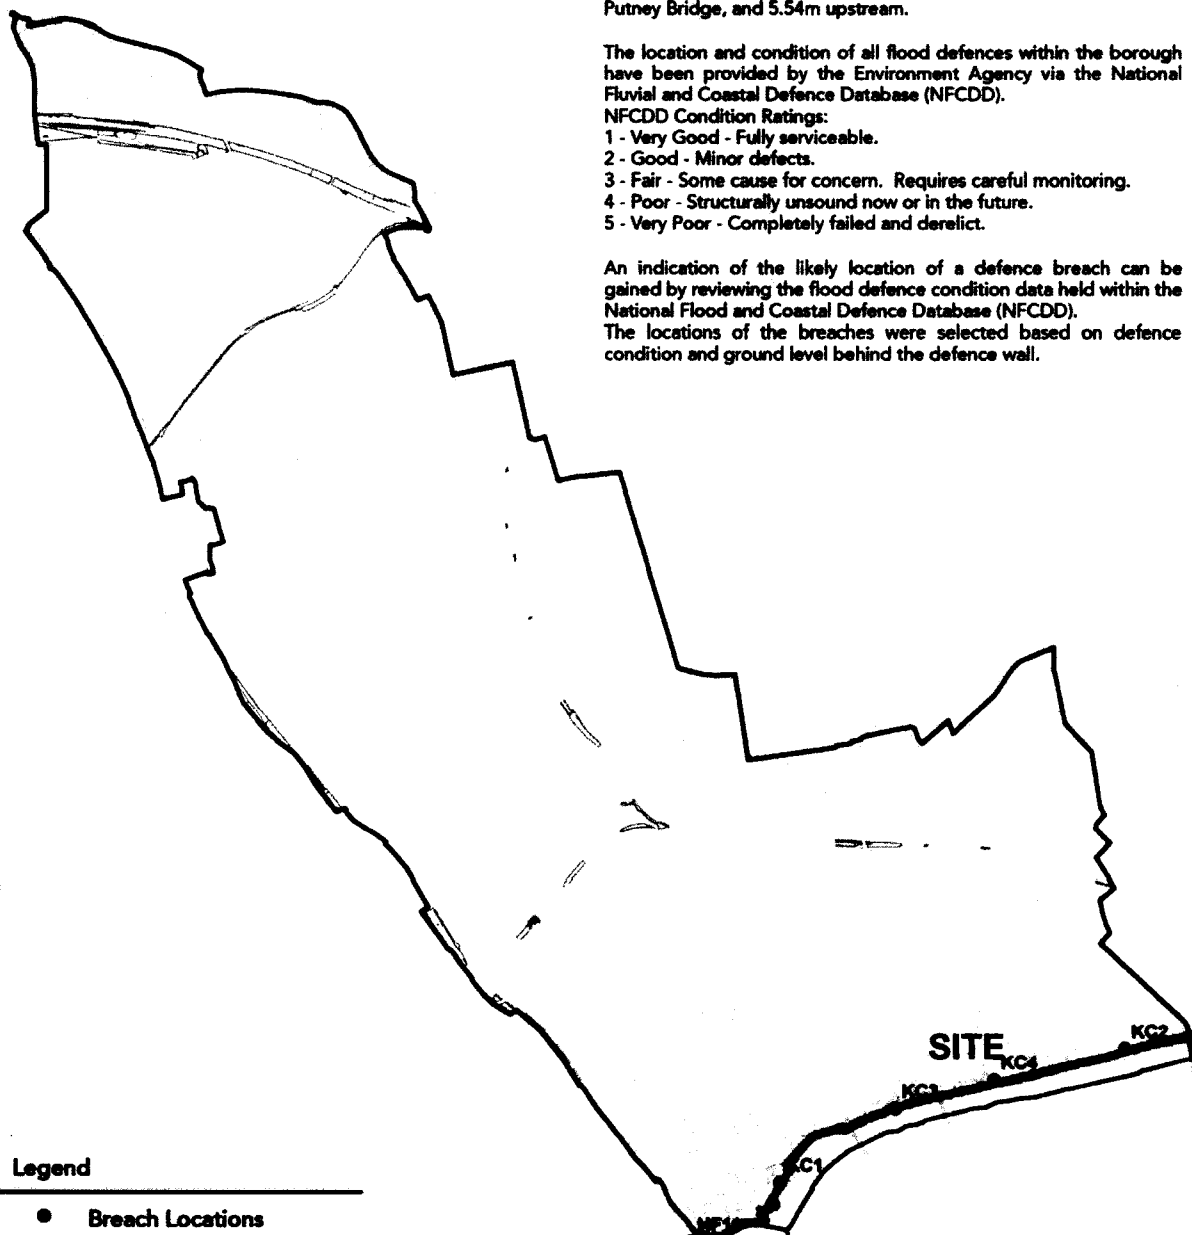 Putney Bridge, and 5.54m upstream.
The location and condition of all flood defences within the borough
have been provided by the Environment Agency via the National
Fluvial and Coastal Defence Database (NFCDD).
NFCDD Condition Ratings:
1 - Very Good - Fully serviceable.
2 - Good - Minor defects.
3 - Fair - Some cause for concern. Requires careful monitoring.
4 - Poor - Structurally unsound now or in the future.
5 - Very Poor - Completely failed and derelict.
An indication of the likely location of a defence breach can be
gained by reviewing the flood defence condition data held within the
National Flood and Coastal Defence Database (NFCDD).
The locations of the breaches were selected based on defence
condition and ground level behind the defence wall.
KC2
SITE
KC4
KC3
KC1
Legend
Breach Locations